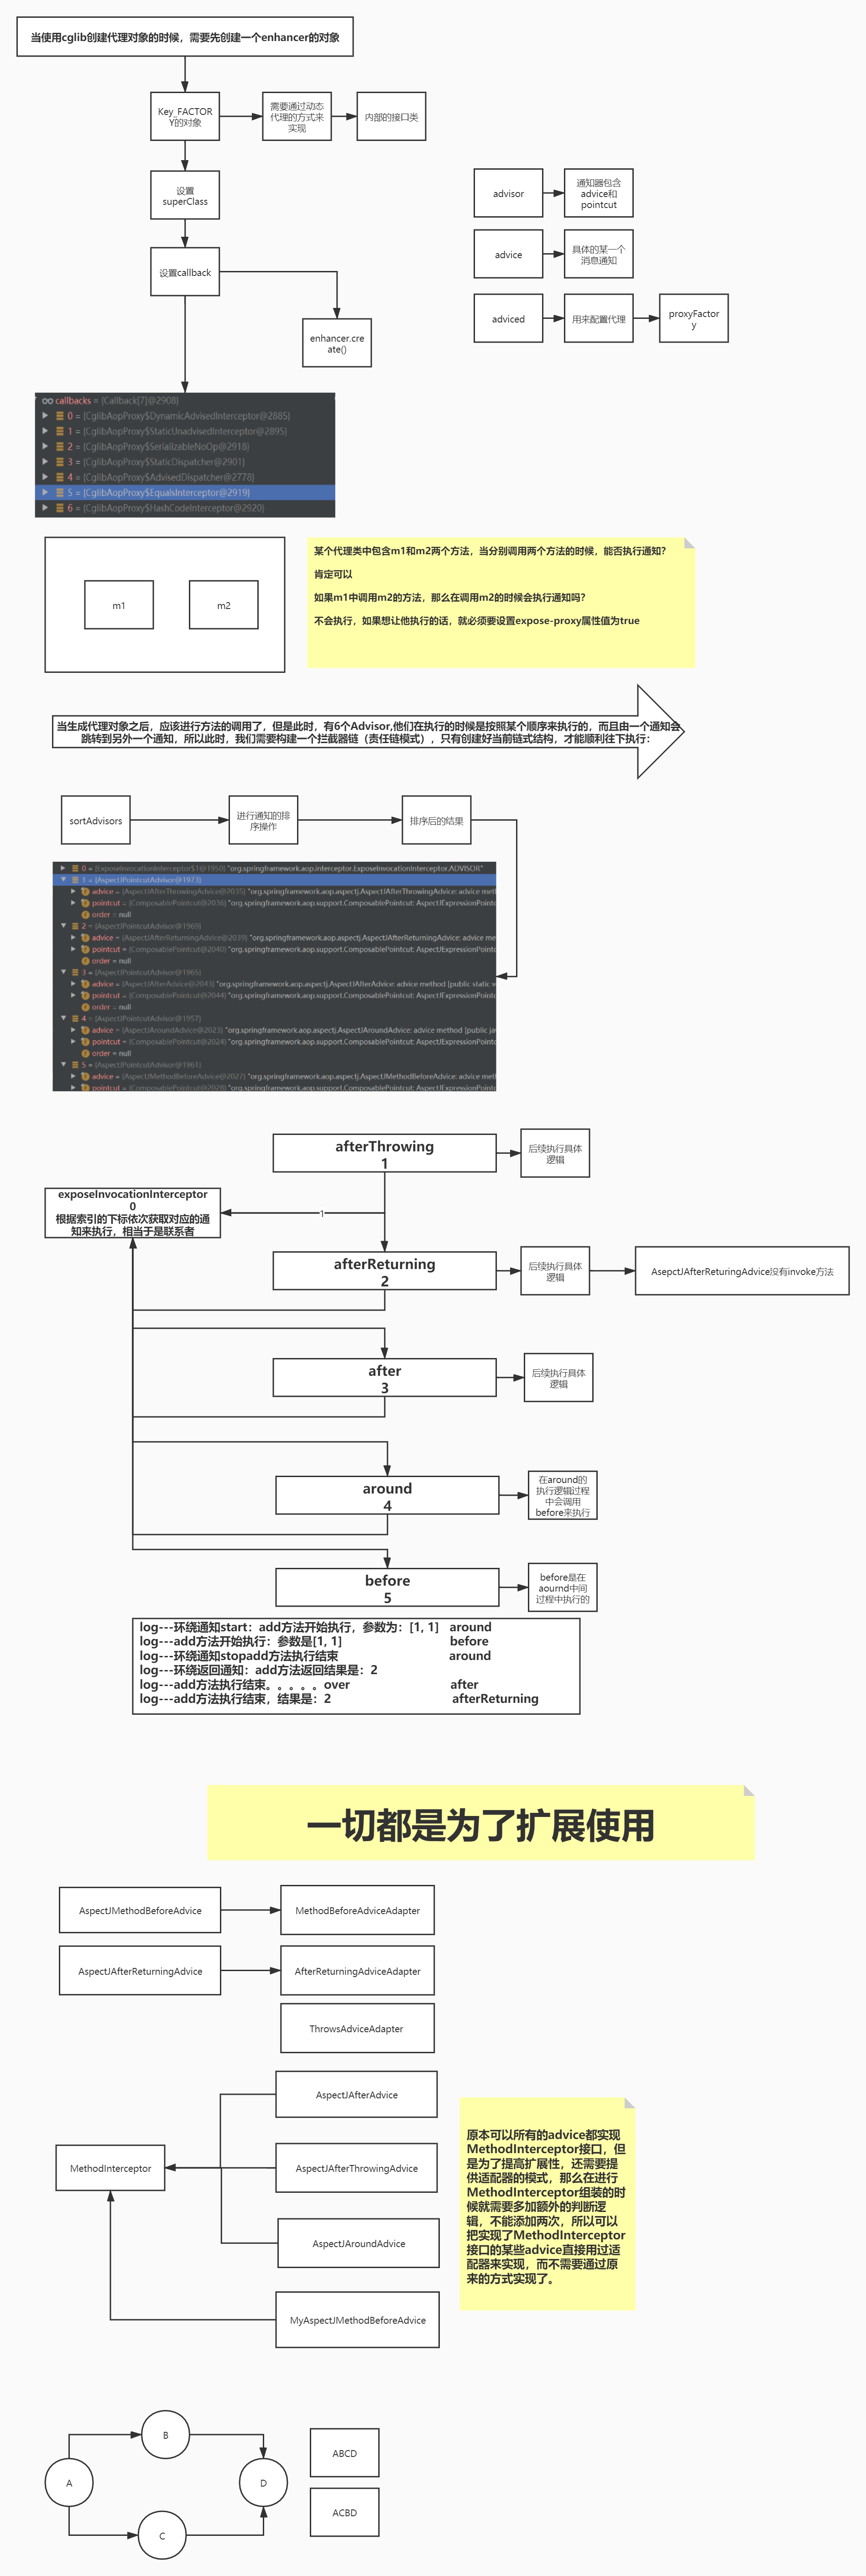 当使用cglib创建代理对象的时候，需要先创建一个enhancer的对象
Key_FACTOR
Y的对象
需要通过动态
代理的方式来
实现
内部的接口类
设置
superClass
advisor
通知器包含
advice和
pointcut
设置callback
advice
具体的某一个
消息通知
enhancer.cre
ate()
adviced
用来配置代理
proxyFactor
y
callbacks = {Callback[7]@2908}
0 = {CglibAopProxy$DynamicAdvisedInterceptor@2885}
1 = {CglibAopProxy$StaticUnadvisedInterceptor@2895}
2 = {CglibAopProxy$SerializableNoOp@2918}
3 = {CglibAopProxy$StaticDispatcher@2901}
4 = {CglibAopProxy$AdvisedDispatcher@2778}
5 = {CglibAopProxy$EqualsInterceptor@2919}
6 = {CglibAopProxy$HashCodeInterceptor@2920}
m1
m2
某个代理类中包含m1和m2两个方法，当分别调用两个方法的时候，能否执行通知？
肯定可以
如果m1中调用m2的方法，那么在调用m2的时候会执行通知吗？
不会执行，如果想让他执行的话，就必须要设置expose-proxy属性值为true
当生成代理对象之后，应该进行方法的调用了，但是此时，有6个Advisor,他们在执行的时候是按照某个顺序来执行的，而且由一个通知会
跳转到另外一个通知，所以此时，我们需要构建一个拦截器链（责任链模式），只有创建好当前链式结构，才能顺利往下执行：
sortAdvisors
进行通知的排
序操作
排序后的结果
0 = {ExposeInvocationInterceptor$1@1950} "org.springframework.aop.interceptor.ExposeInvocationInterceptor.ADVISOR"
1 = {AspectJPointcutAdvisor@1973}
advice = {AspectJAfterThrowingAdvice@2035} "org.springframework.aop.aspectj.AspectJAfterThrowingAdvice: advice met
pointcut = {ComposablePointcut@2036} "org.springframework.aop.support.ComposablePointcut: AspectJExpressionPointc
order = null
2 = {AspectJPointcutAdvisor@1969}
advice = {AspectJAfterReturningAdvice@2039} "org.springframework.aop.aspectj.AspectJAfterReturningAdvice: advice me
pointcut = {ComposablePointcut@2040} "org.springframework.aop.support.ComposablePointcut: AspectJExpressionPointc
order = null
3 = {AspectJPointcutAdvisor@1965}
advice = {AspectJAfterAdvice@2043} "org.springframework.aop.aspectj.AspectJAfterAdvice: advice method [public static v
pointcut = {ComposablePointcut@2044} "org.springframework.aop.support.ComposablePointcut: AspectJExpressionPointc
order = null
4 = {AspectJPointcutAdvisor@1957}
advice = {AspectJAroundAdvice@2023} "org.springframework.aop.aspectj.AspectJAroundAdvice: advice method [public ja
pointcut = {ComposablePointcut@2024} "org.springframework.aop.support.ComposablePointcut: AspectJExpressionPointc
order = null
5 = {AspectJPointcutAdvisor@1961}
advice = {AspectJMethodBeforeAdvice@2027} "org.springframework.aop.aspectj.AspectJMethodBeforeAdvice: advice met
pointcut = {ComposablePointcut@2028} "org.springframework.aop.support.ComposablePointcut: AspectJExpressionPointc
afterThrowing
1
后续执行具体
逻辑
exposeInvocationInterceptor
0
根据索引的下标依次获取对应的通
知来执行，相当于是联系者
1
afterReturning
2
后续执行具体
逻辑
AsepctJAfterReturingAdvice没有invoke方法
after
3
后续执行具体
逻辑
around
4
在around的
执行逻辑过程
中会调用
before来执行
before
5
before是在
aournd中间
过程中执行的
log---环绕通知start：add方法开始执行，参数为：[1, 1] around
log---add方法开始执行：参数是[1, 1] before
log---环绕通知stopadd方法执行结束 around
log---环绕返回通知：add方法返回结果是：2
log---add方法执行结束。。。。。over after
log---add方法执行结束，结果是：2 afterReturning
一切都是为了扩展使用
AspectJMethodBeforeAdvice
MethodBeforeAdviceAdapter
AspectJAfterReturningAdvice
AfterReturningAdviceAdapter
ThrowsAdviceAdapter
AspectJAfterAdvice
MethodInterceptor
AspectJAfterThrowingAdvice
AspectJAroundAdvice
MyAspectJMethodBeforeAdvice
原本可以所有的advice都实现
MethodInterceptor接口，但
是为了提高扩展性，还需要提
供适配器的模式，那么在进行
MethodInterceptor组装的时
候就需要多加额外的判断逻
辑，不能添加两次，所以可以
把实现了MethodInterceptor
接口的某些advice直接用过适
配器来实现，而不需要通过原
来的方式实现了。
B
A
D
C
ABCD
ACBD